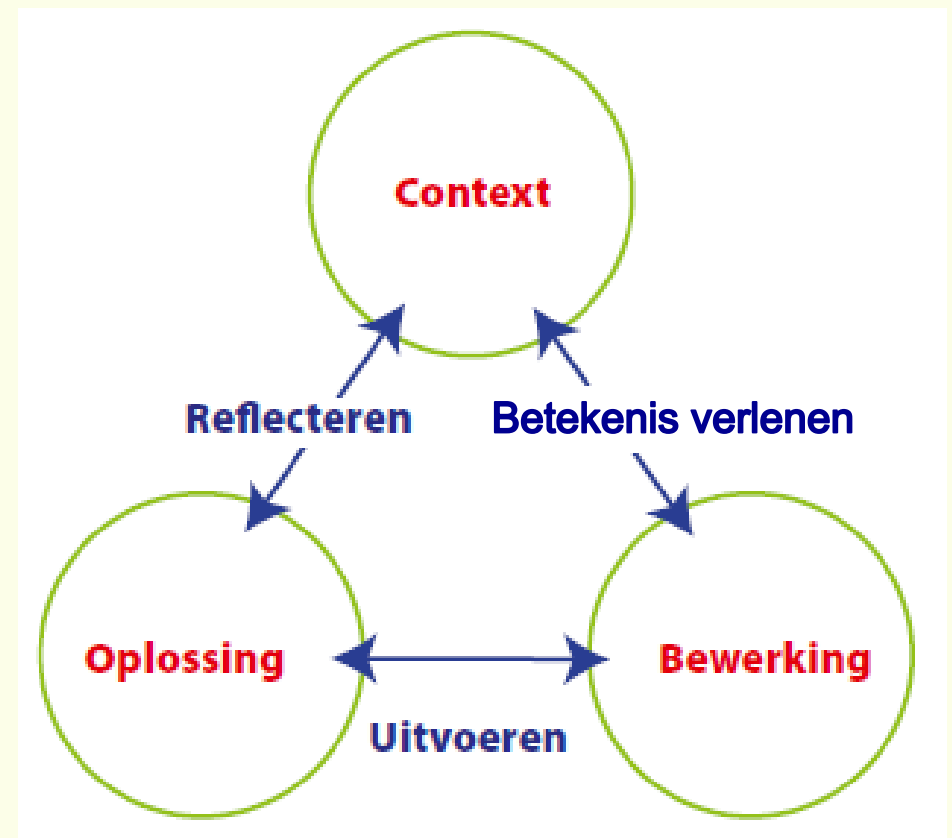 Context
Reflecteren
Betekenis verlenen
Oplossing
Bewerking
Uitvoeren